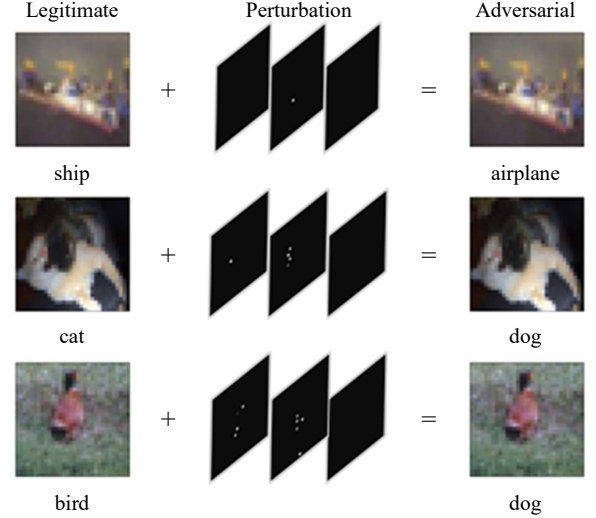 Legitimate Perturbation Adversarial
+ =
ship airplane
+ =
cat dog
+ =
bird dog